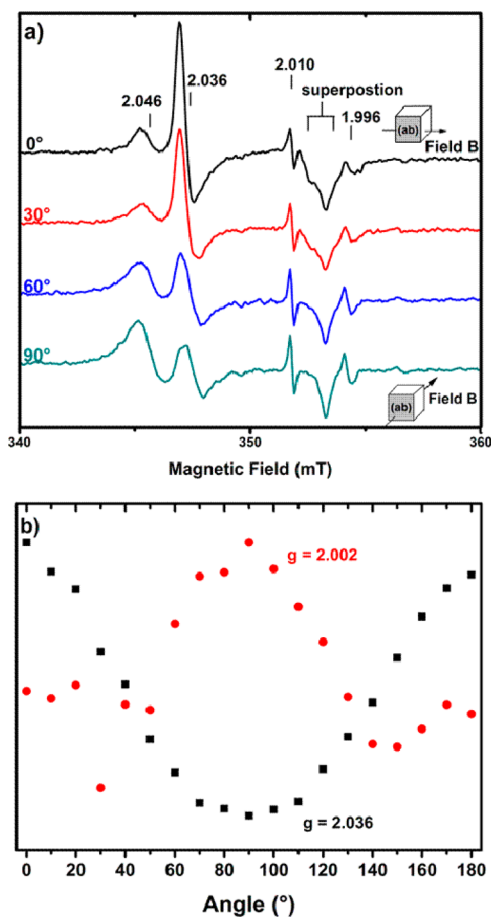 a)
2.046
2.036
2.010
superpostion
1.996
(ab)
Field B
0°
30°
60°
90°
(ab)
Field B
340 350 360
Magnetic Field (mT)
b)
g = 2.002
g = 2.036
0 20 40 60 80 100 120 140 160 180
Angle (°)